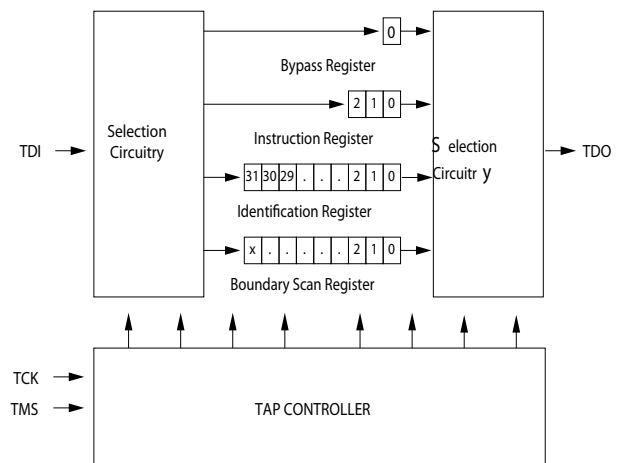 0
Bypass Register
2 1 0
Selection
Circuitry
Instruction Register
S election
Circuitr y
TDI
TDO
31 30 29 . . . 2 1 0
Identification Register
x . . . . . 2 1 0
Boundary Scan Register
TCK
TMS
TAP CONTROLLER